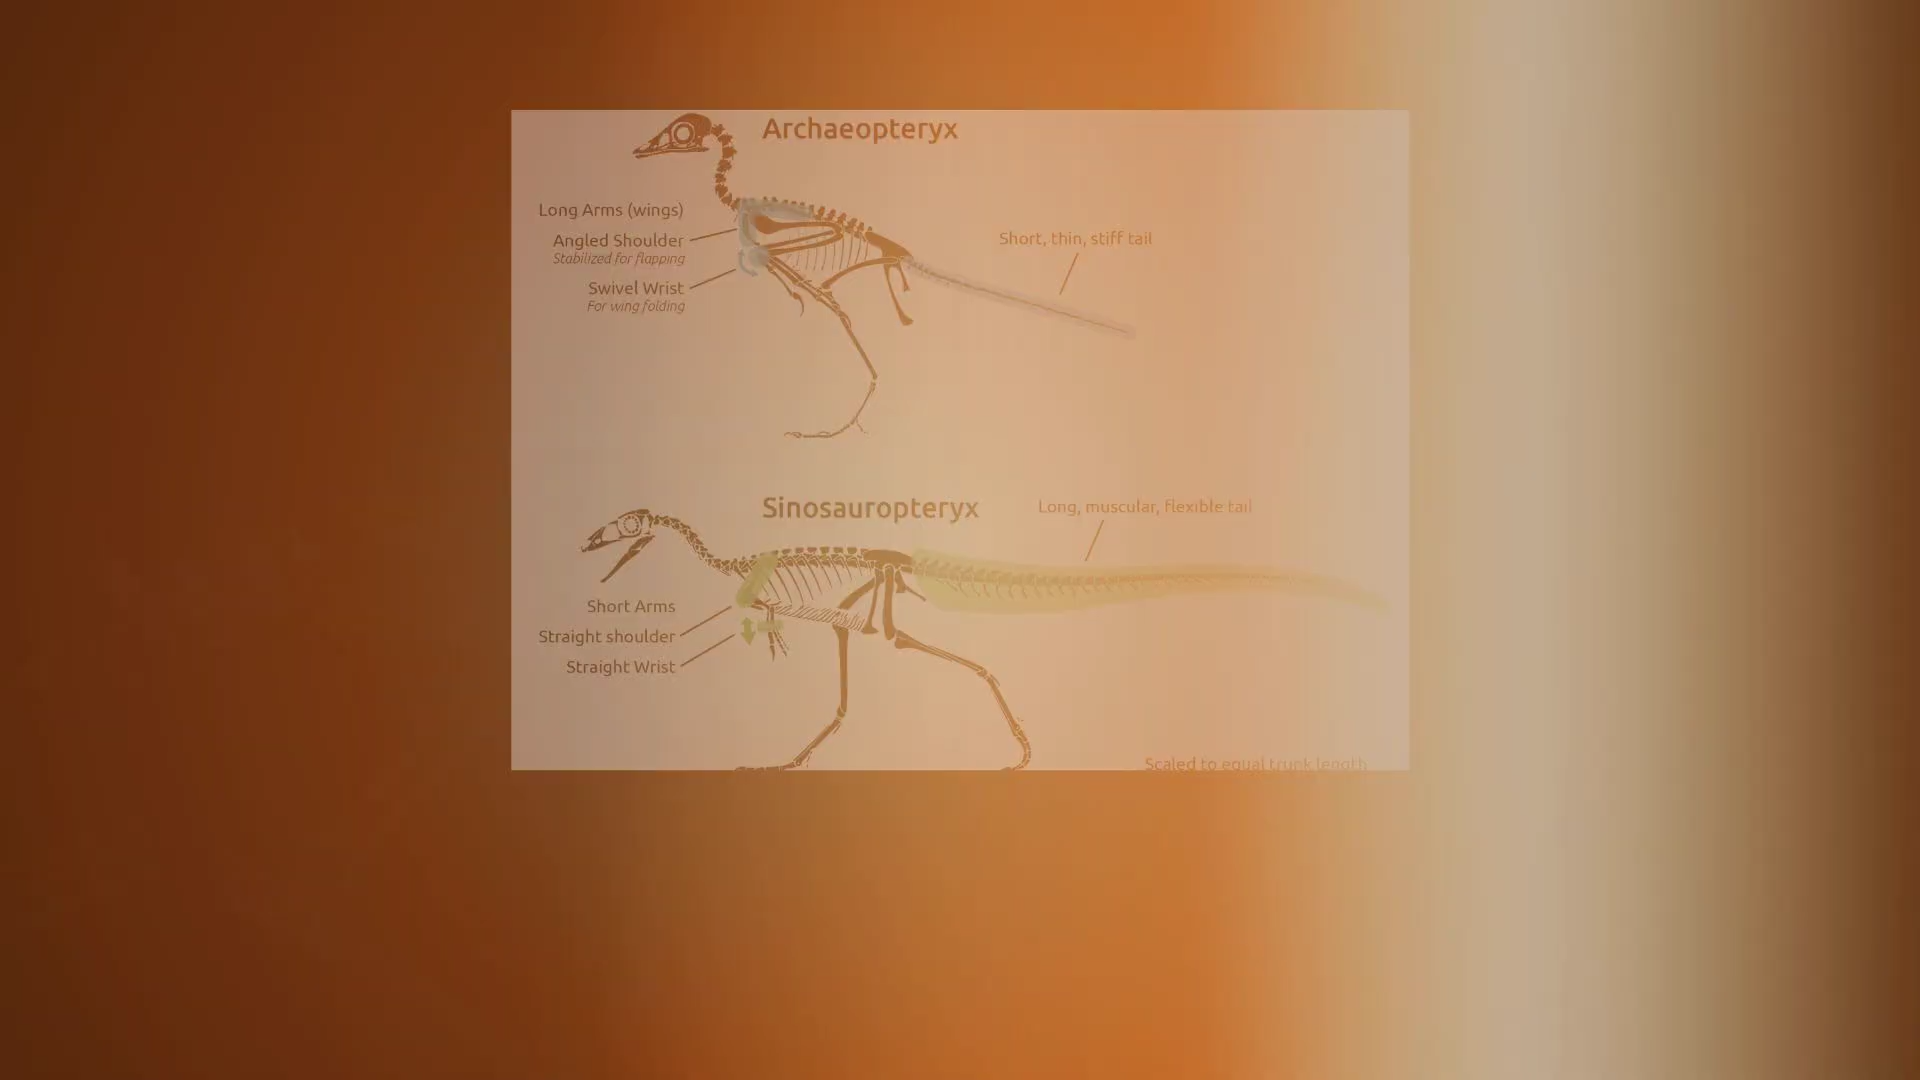 Archaeopteryx
Long Arms (wings)
Angled Shoulder
Stabilized for flapping
Swivel Wrist
For wing folding
Short, thin, stiff tail
Sinosauropteryx
Long, muscular, flexible tail
Short Arms
Straight shoulder
Straight Wrist
Scaled to equal trunk length